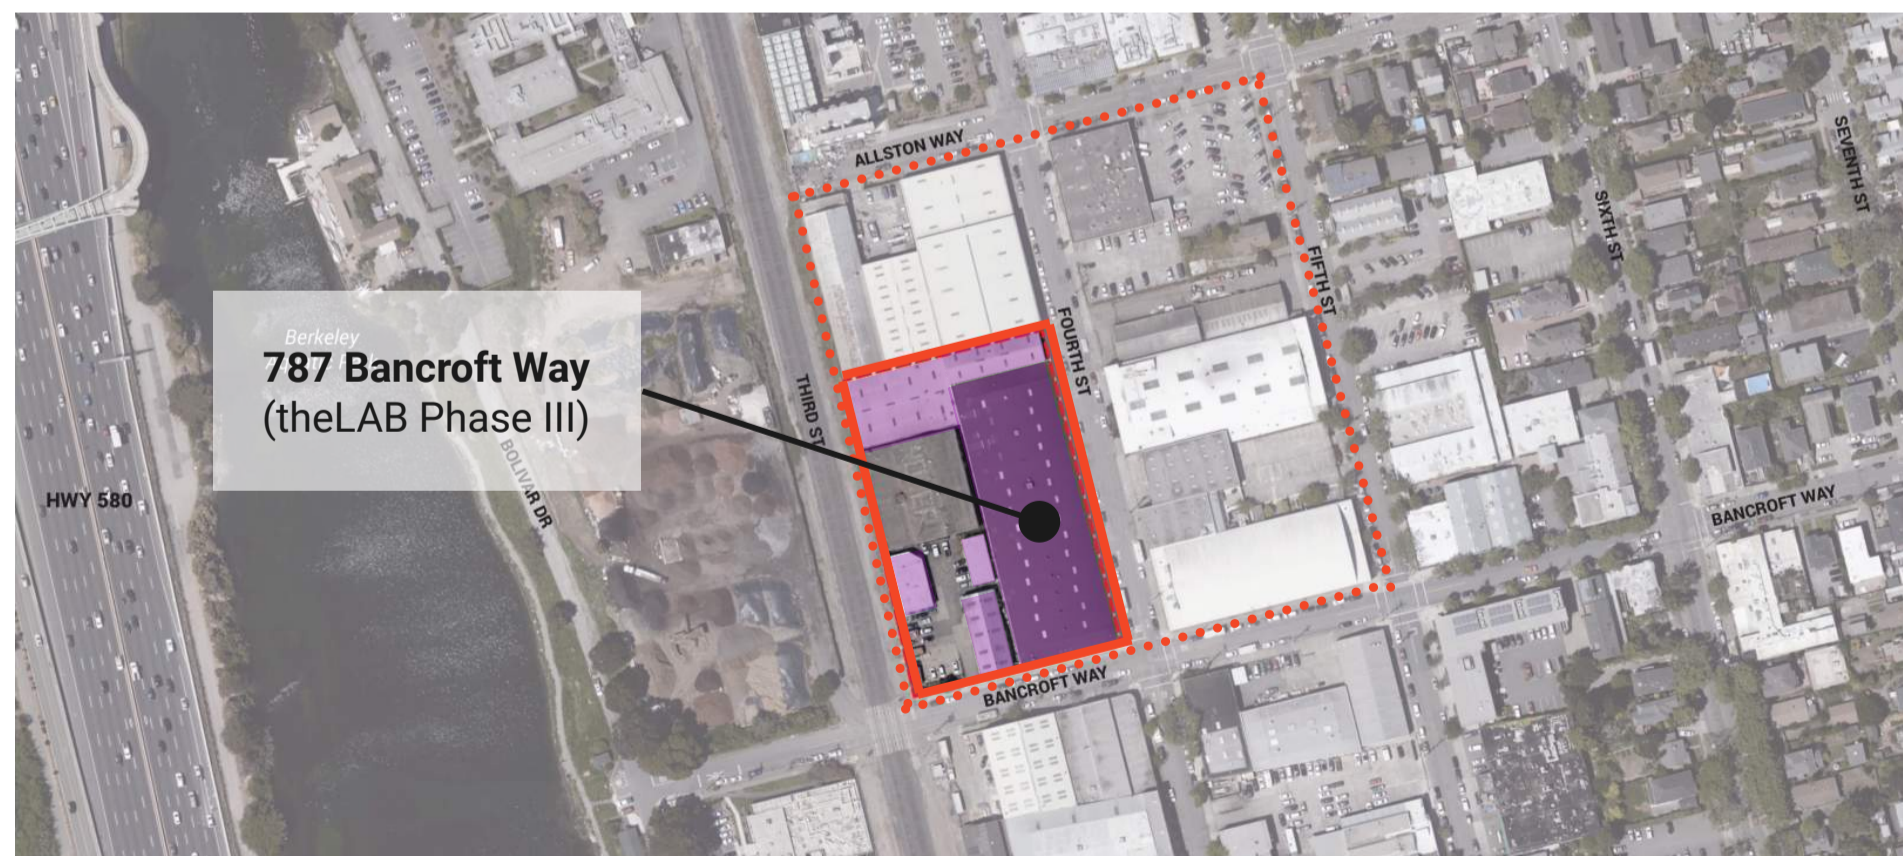 ALLSTON WAY
SEVENTH ST
SIXTH ST
FIFTH ST
FOURTH ST
THIRD ST
Berkeley
787 Bancroft Way
(theLAB Phase III)
BOLIVAR DR
HWY 580
BANCROFT WAY
BANCROFT WAY